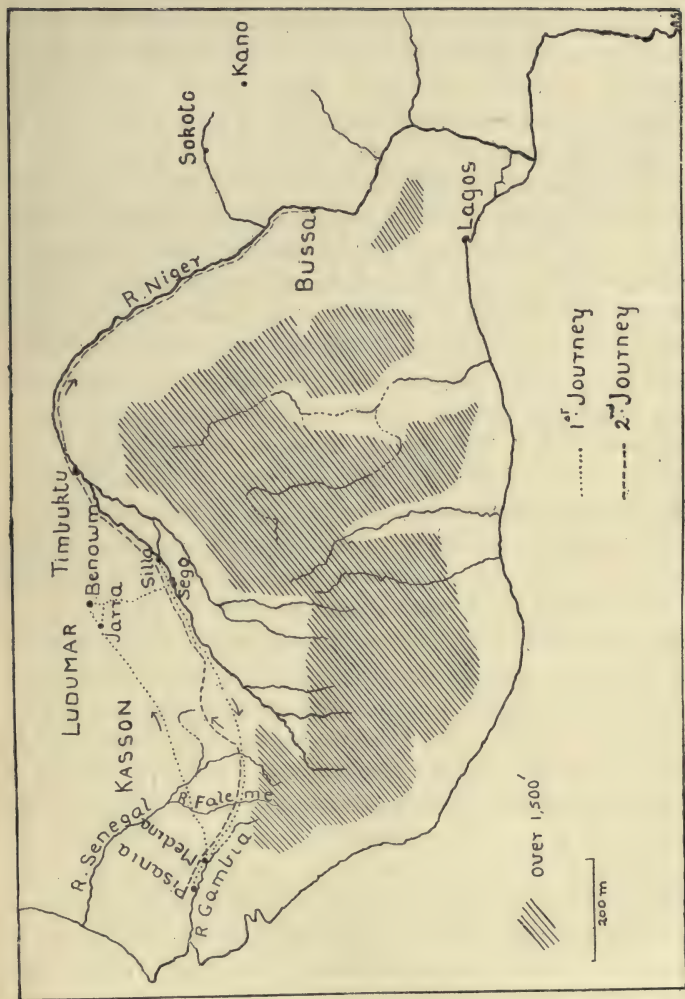 Kano
Sokoto
R. Niger
Bussa
Lagos
Timbuktu
Benowm
Jarra
Silla
Sego
LUDUMAR
KASSON
R. Senegal
R. Faleme
Medina
Pisania
R Gambia
1st Journey
2nd Journey
over 1,500'
200 m